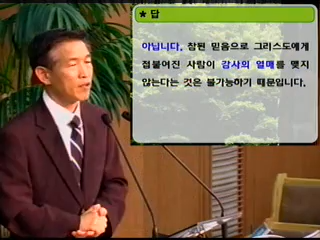 ★ 답
아닙니다. 참된 믿음으로 그리스도에게
접붙어진 사람이 감사의 열매를 맺지
않는다는 것은 불가능하기 때문입니다.